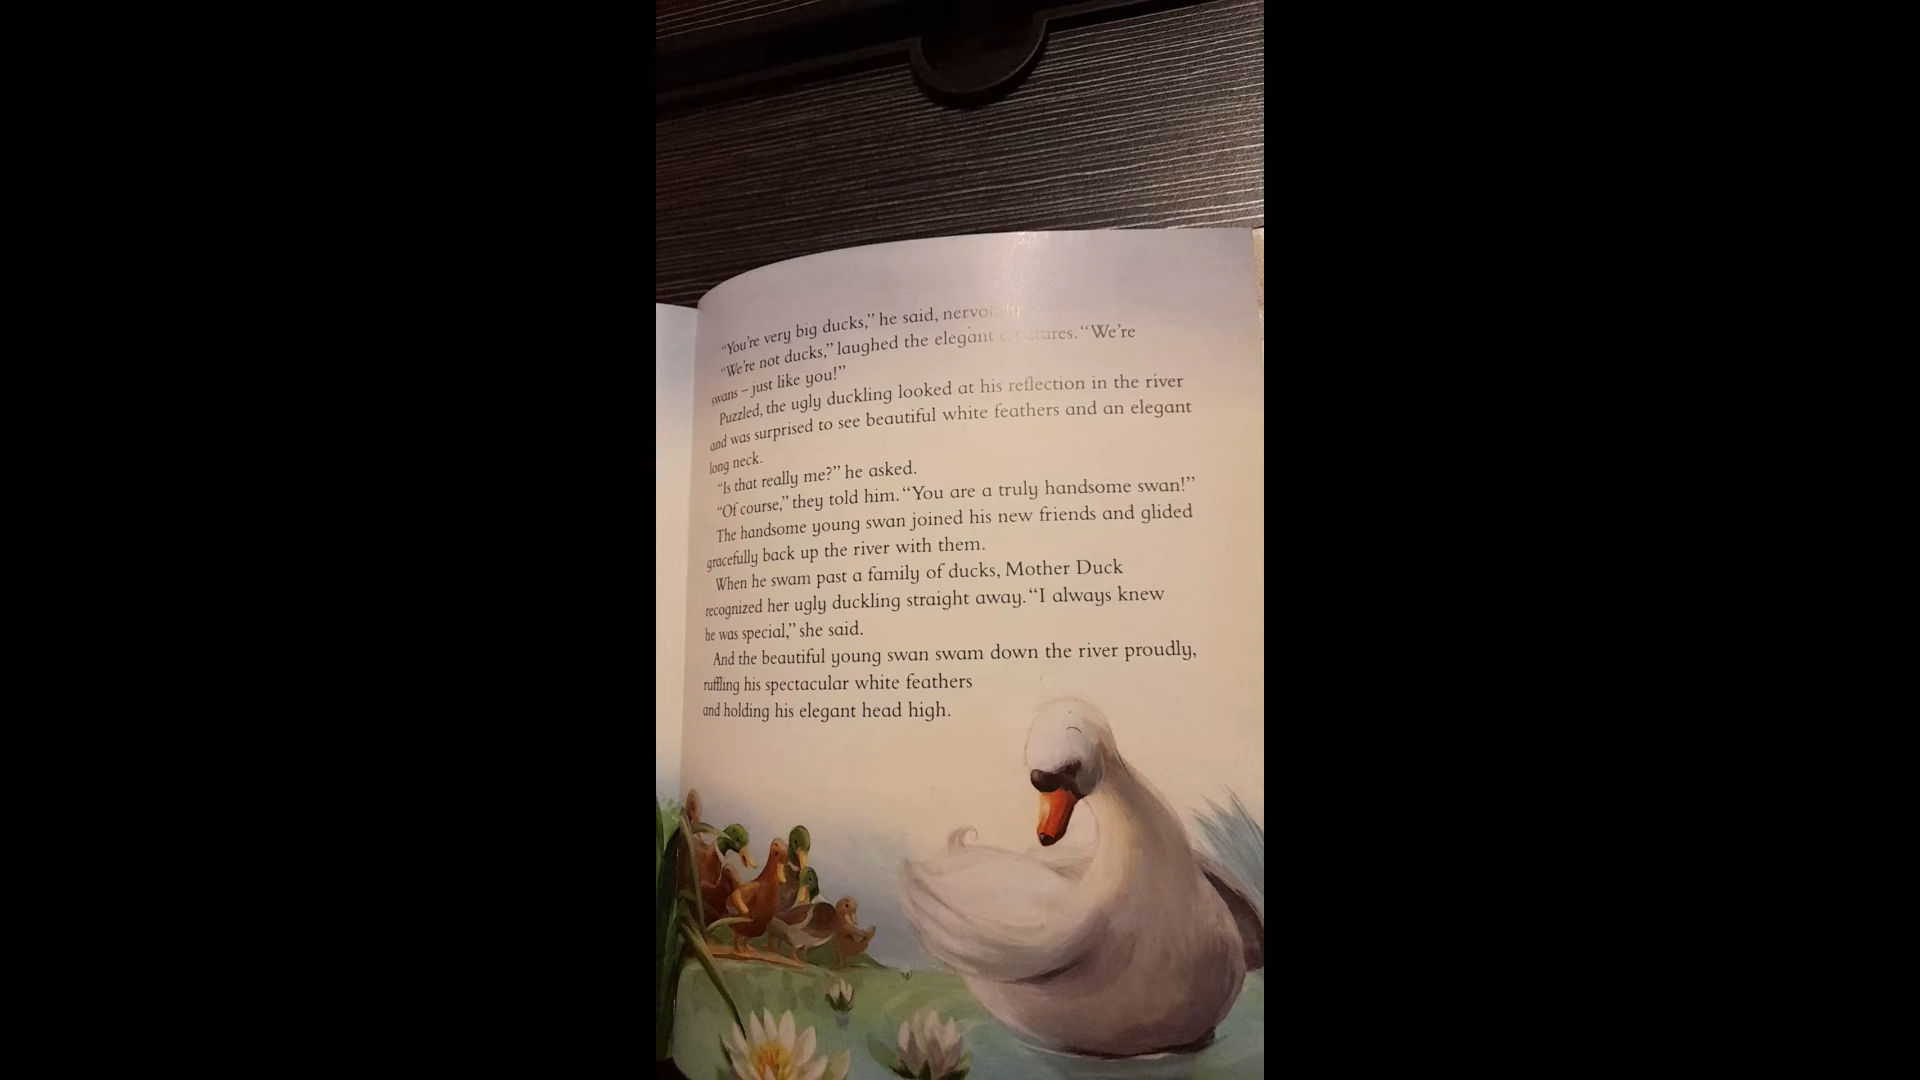 “You’re very big ducks,” he said, nervously
“We’re not ducks,” laughed the elegant creatures. “We’re
swans – just like you!”
Puzzled, the ugly duckling looked at his reflection in the river
and was surprised to see beautiful white feathers and an elegant
long neck.
“Is that really me?” he asked.
“Of course,” they told him. “You are a truly handsome swan!”
The handsome young swan joined his new friends and glided
gracefully back up the river with them.
When he swam past a family of ducks, Mother Duck
recognized her ugly duckling straight away. “I always knew
he was special,” she said.
And the beautiful young swan swam down the river proudly,
ruffling his spectacular white feathers
and holding his elegant head high.